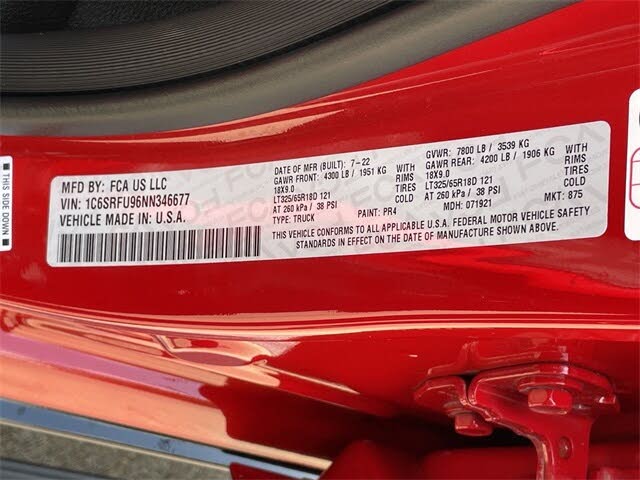 THIS SIDE DOWN
MFD BY: FCA US LLC
VIN: 1C6SRFU96NN346677
VEHICLE MADE IN: U.S.A.
DATE OF MFR (BUILT): 7-22
GAWR FRONT: 4300 LB / 1951 KG WITH
18X9.0 RIMS
LT325/65R18D 121 TIRES
AT 260 kPa / 38 PSI COLD
TYPE: TRUCK PAINT: PR4
GVWR: 7800 LB / 3539 KG
GAWR REAR: 4200 LB / 1906 KG WITH
18X9.0 RIMS
LT325/65R18D 121 TIRES
AT 260 kPa / 38 PSI COLD
MDH: 071921 MKT: 875
THIS VEHICLE CONFORMS TO ALL APPLICABLE U.S.A. FEDERAL MOTOR VEHICLE SAFETY
STANDARDS IN EFFECT ON THE DATE OF MANUFACTURE SHOWN ABOVE.